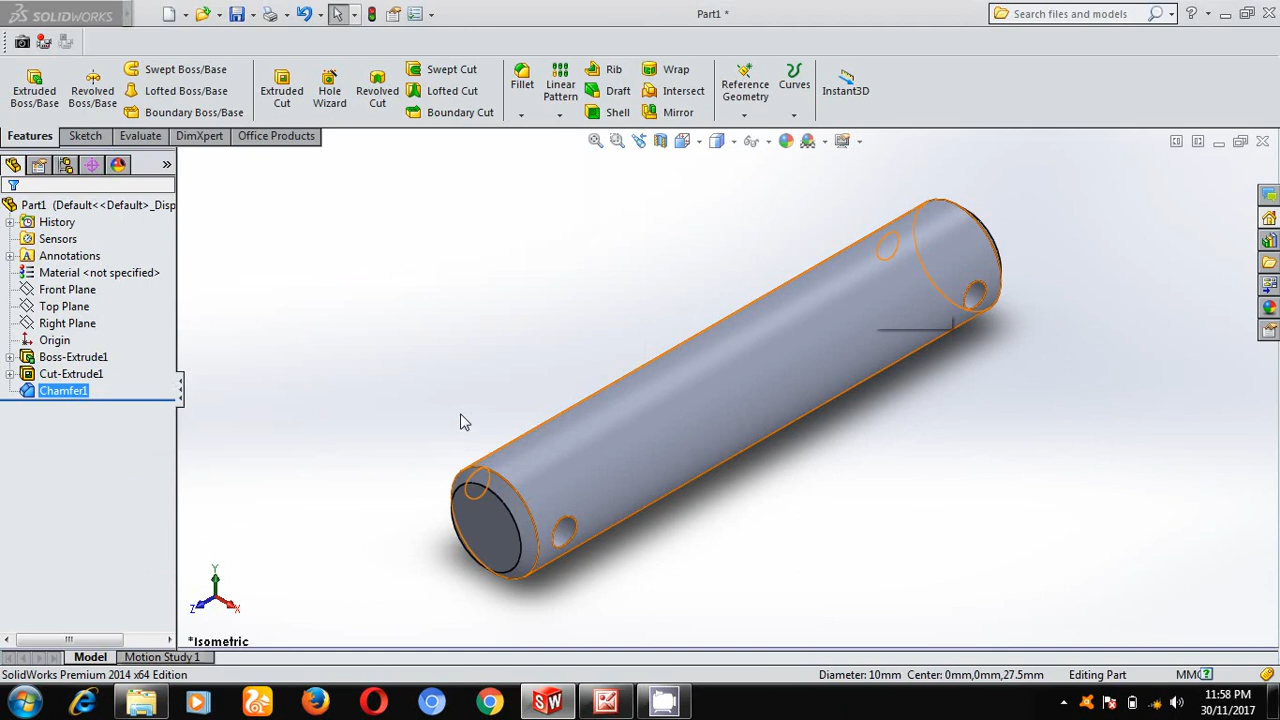 SOLIDWORKS
Part1 *
Search files and models
Extruded Boss/Base
Revolved Boss/Base
Swept Boss/Base
Lofted Boss/Base
Boundary Boss/Base
Extruded Cut
Hole Wizard
Revolved Cut
Swept Cut
Lofted Cut
Boundary Cut
Fillet
Linear Pattern
Rib
Draft
Shell
Wrap
Intersect
Mirror
Reference Geometry
Curves
Instant3D
Features
Sketch
Evaluate
DimXpert
Office Products
Part1 (Default<<Default>_Disp
History
Sensors
Annotations
Material <not specified>
Front Plane
Top Plane
Right Plane
Origin
Boss-Extrude1
Cut-Extrude1
Chamfer1
Y
Z
X
*Isometric
Model
Motion Study 1
SolidWorks Premium 2014 x64 Edition
Diameter: 10mm Center: 0mm,0mm,27.5mm
Editing Part
SW
11:58 PM
30/11/2017